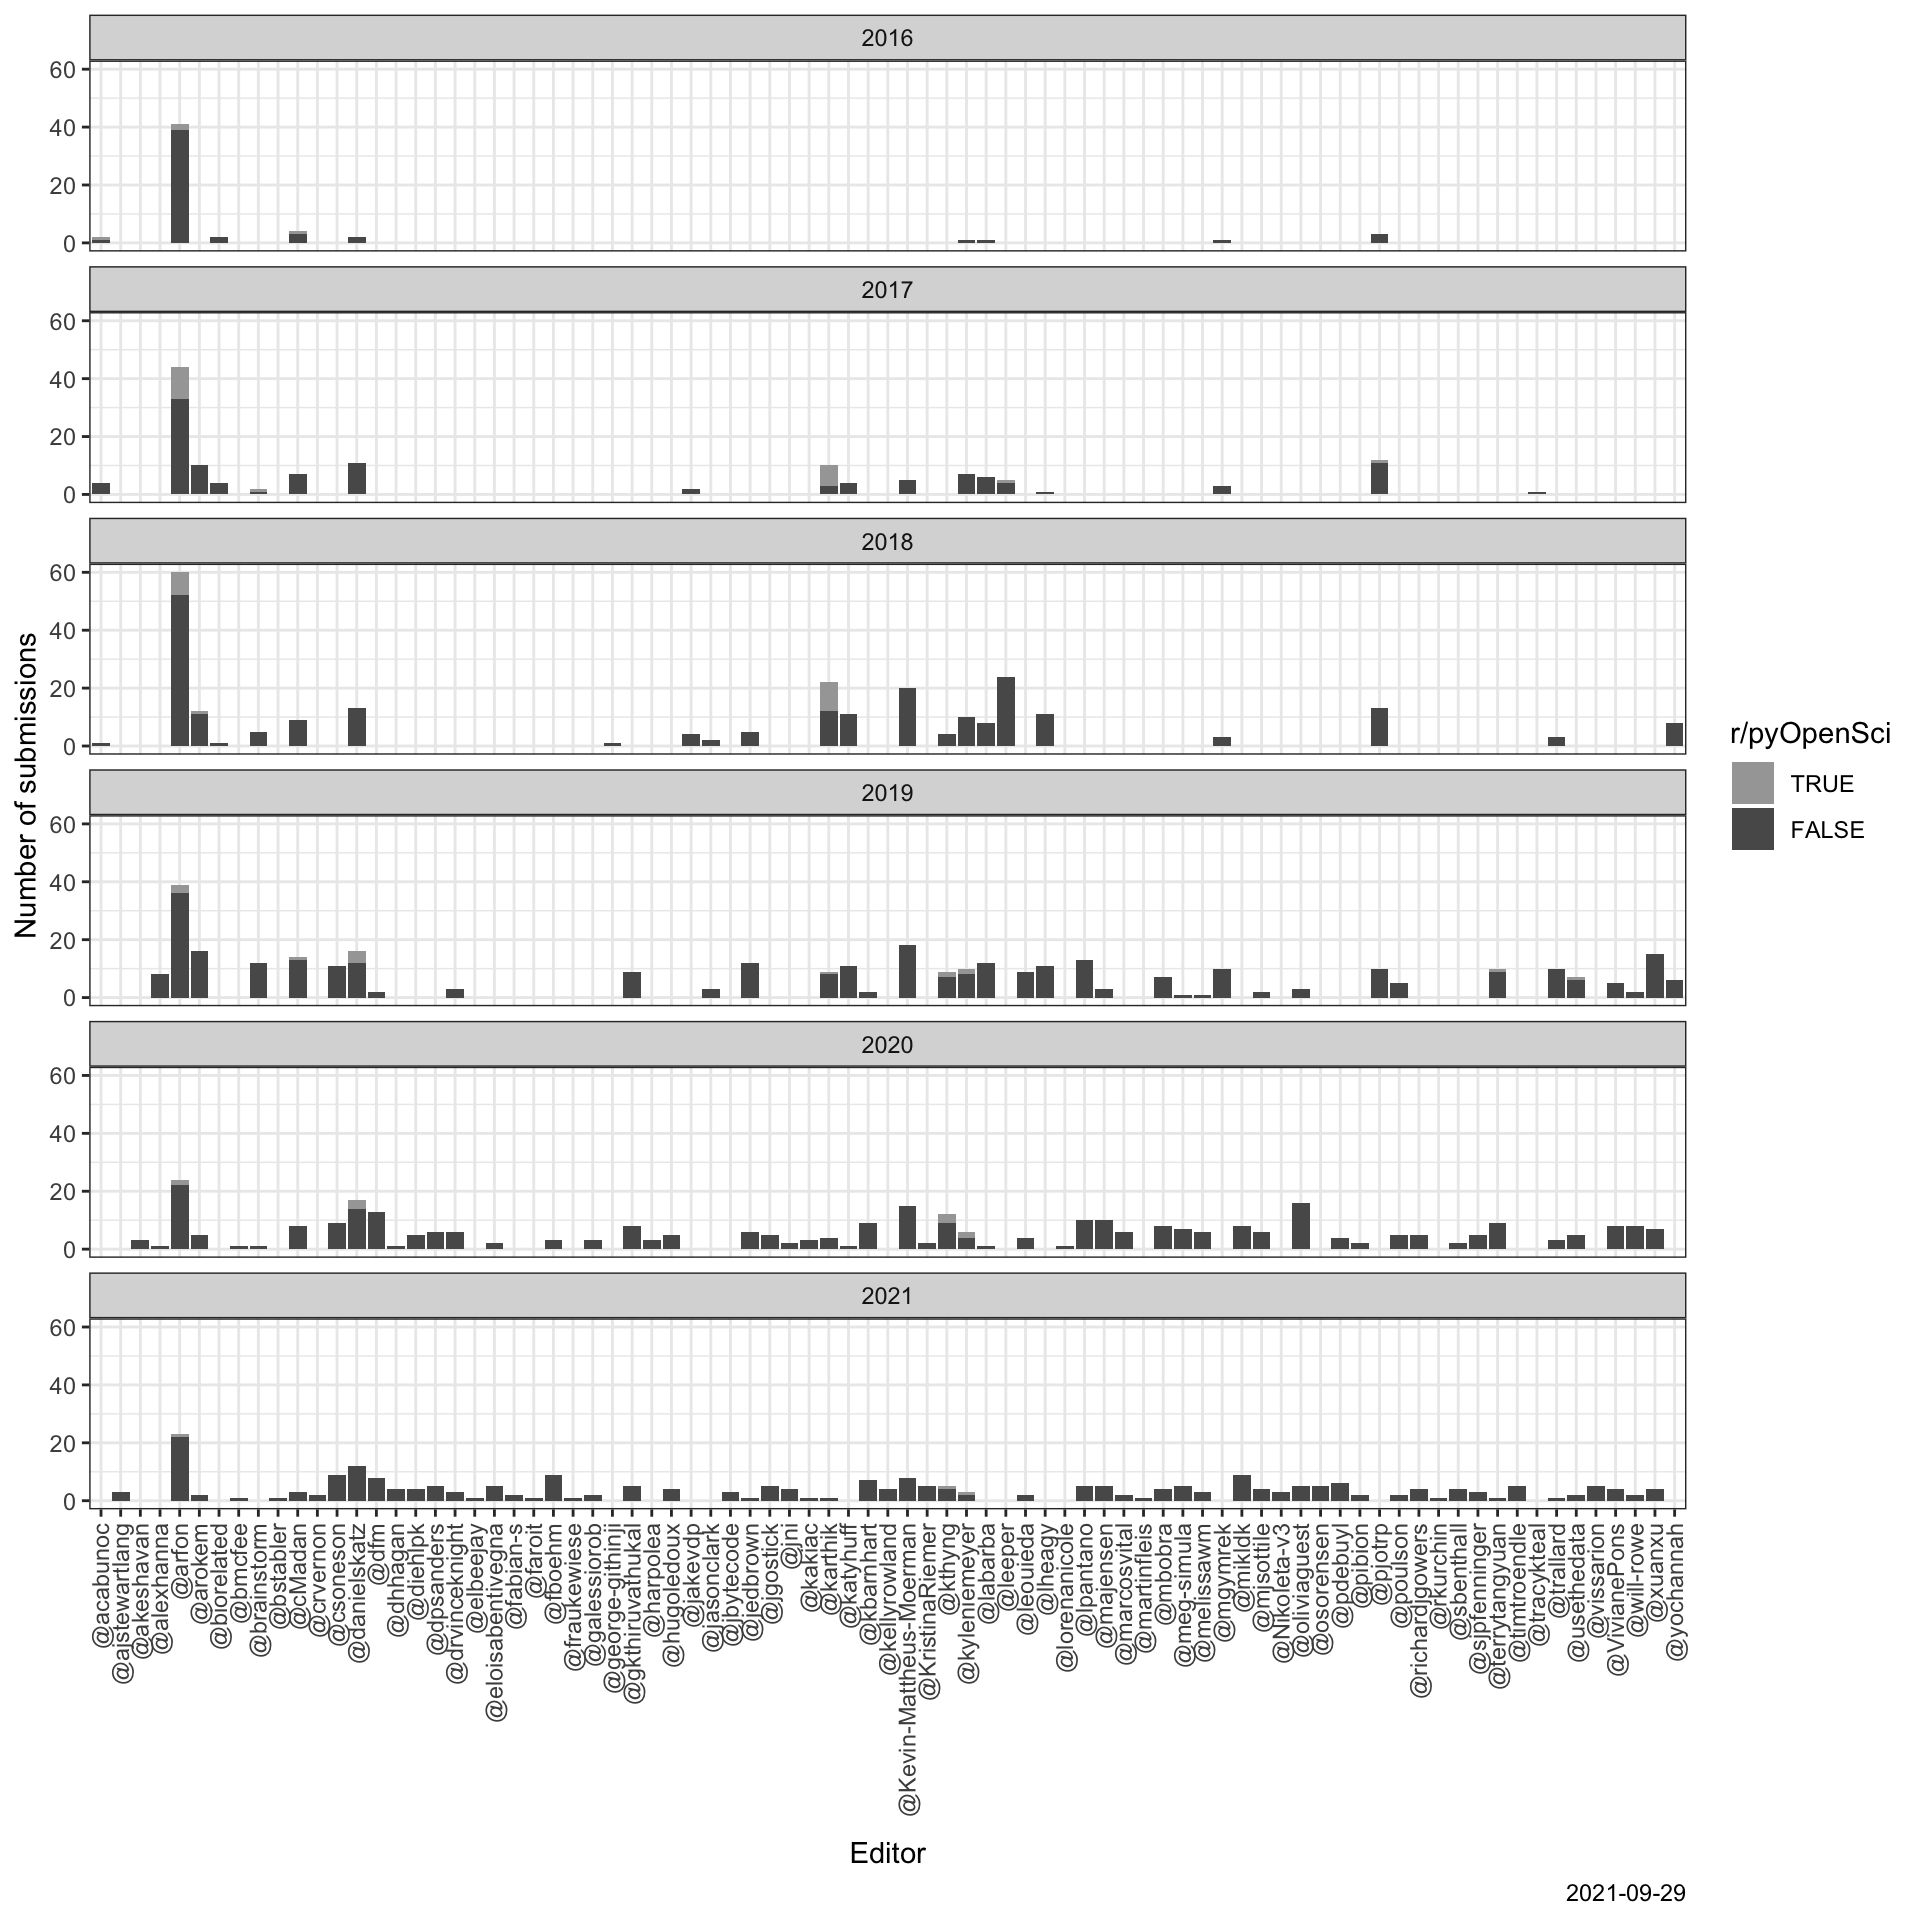 2016
60
40
20
0
2017
60
40
20
0
2018
60
40
20
0
2019
60
40
20
0
2020
60
40
20
0
2021
60
40
20
0
Number of submissions
@acabunoc
@ajstewartlang
@akeshavan
@alexhanna
@arfon
@arokem
@biorelated
@bmcfee
@brainstorm
@bstabler
@cMadan
@crvernon
@csoneson
@danielskatz
@dfm
@dhhagan
@diehlpk
@dpsanders
@drvinceknight
@elbeejay
@eloisabentivegna
@fabian-s
@faroit
@fboehm
@fraukewiese
@galessiorob
@george-githinji
@gkthiruvathukal
@harpolea
@hugoledoux
@jakevdp
@jasonclark
@jbytecode
@jedbrown
@jgostick
@jni
@kakiac
@karthik
@katyhuff
@kbarnhart
@kellyrowland
@Kevin-Mattheus-Moerman
@KristinaRiemer
@kthyng
@kyleniemeyer
@labarba
@leeper
@leouieda
@lheagy
@lorenanicole
@lpantano
@majensen
@marcosvital
@martinfleis
@mbobra
@meg-simula
@melissawm
@mgymrek
@mikldk
@mjsottile
@Nikoleta-v3
@oliviaguest
@osorensen
@pdebuyl
@pibion
@pjotrp
@poulson
@richardjgowers
@rkurchin
@sbenthall
@sjpfenninger
@terrytangyuan
@timtroendle
@tracykteal
@trallard
@usethedata
@vissarion
@VivianePons
@will-rowe
@xuanxu
@yochannah
Editor
r/pyOpenSci
TRUE
FALSE
2021-09-29